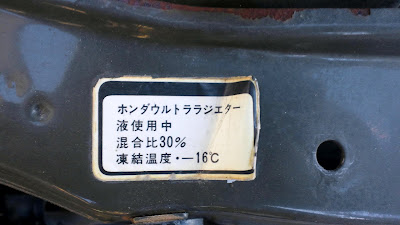 ホンダウルトララジエター
液使用中
混合比30%
凍結温度・−16℃